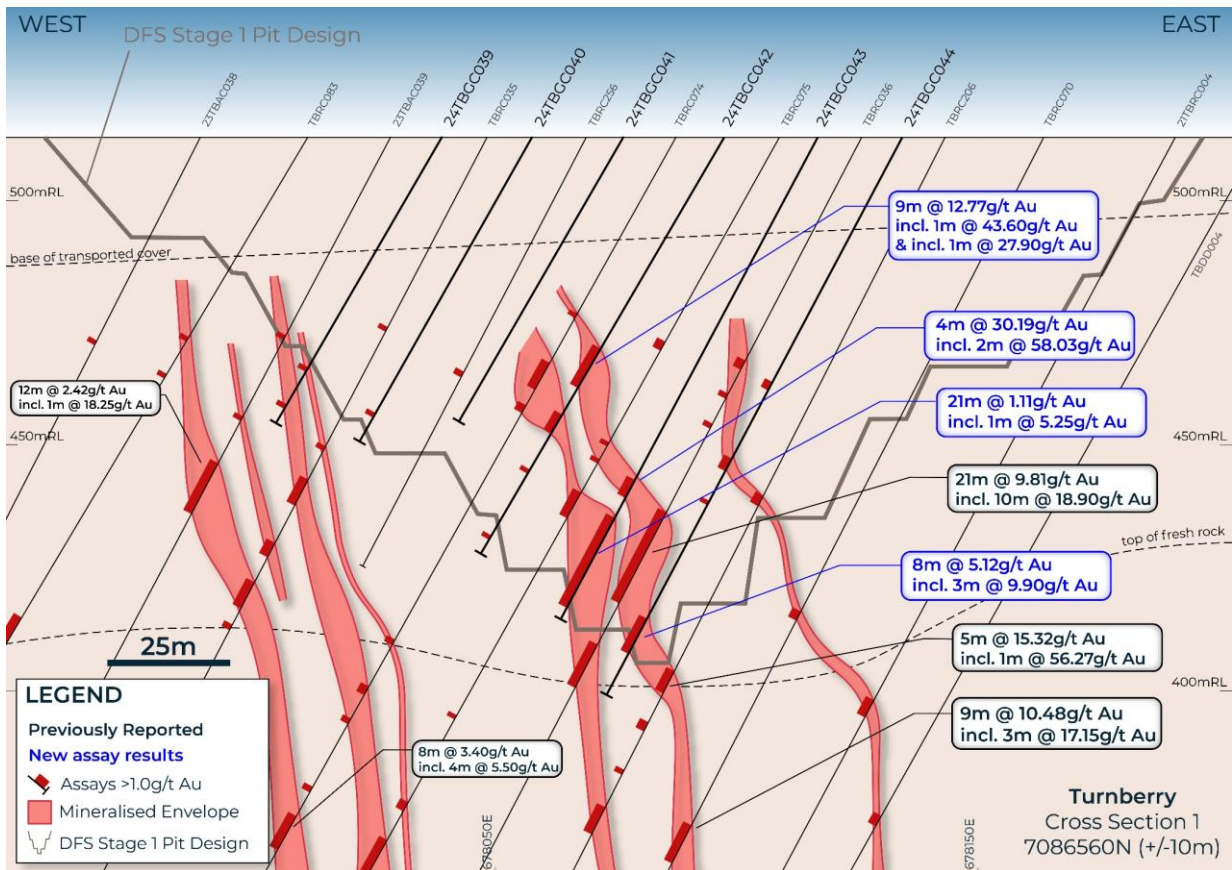 WEST
EAST
DFS Stage 1 Pit Design
23TBAC038
TBRC083
23TBAC039
24TBGC039
TBRC035
24TBGC040
TBRC256
24TBGC041
TBRC074
24TBGC042
TBRC075
24TBGC043
TBRC036
24TBGC044
TBRC206
TBRC070
21TBRC004
500mRL
500mRL
TBDD004
base of transported cover
9m @ 12.77g/t Au
incl. 1m @ 43.60g/t Au
& incl. 1m @ 27.90g/t Au
4m @ 30.19g/t Au
incl. 2m @ 58.03g/t Au
12m @ 2.42g/t Au
incl. 1m @ 18.25g/t Au
21m @ 1.11g/t Au
incl. 1m @ 5.25g/t Au
450mRL
450mRL
21m @ 9.81g/t Au
incl. 10m @ 18.90g/t Au
top of fresh rock
8m @ 5.12g/t Au
incl. 3m @ 9.90g/t Au
25m
5m @ 15.32g/t Au
incl. 1m @ 56.27g/t Au
400mRL
9m @ 10.48g/t Au
incl. 3m @ 17.15g/t Au
8m @ 3.40g/t Au
incl. 4m @ 5.50g/t Au
LEGEND
Previously Reported
New assay results
Assays >1.0g/t Au
Mineralised Envelope
DFS Stage 1 Pit Design
678050E
678150E
Turnberry
Cross Section 1
7086560N (+/-10m)